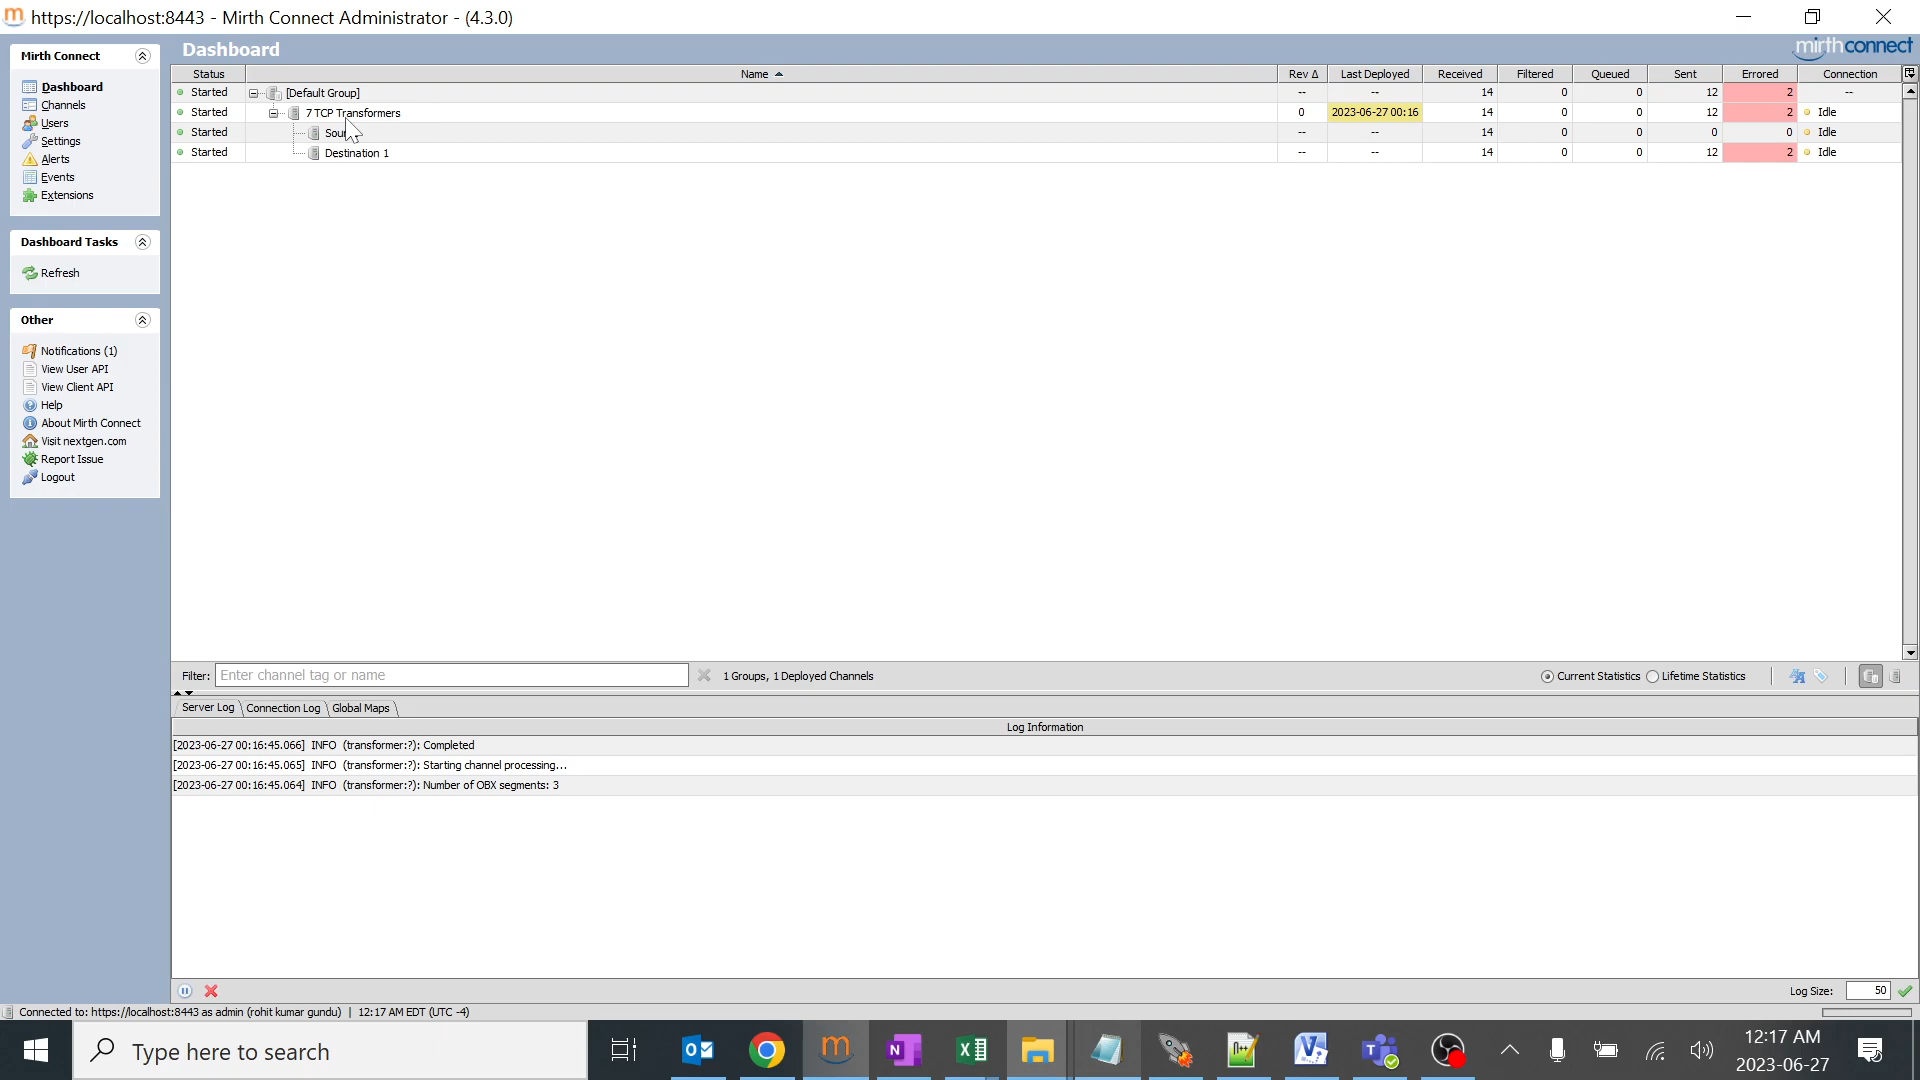 https://localhost:8443 - Mirth Connect Administrator - (4.3.0)
Mirth Connect
Dashboard
Channels
Users
Settings
Alerts
Events
Extensions
Dashboard Tasks
Refresh
Other
Notifications (1)
View User API
View Client API
Help
About Mirth Connect
Visit nextgen.com
Report Issue
Logout
Dashboard
mirthconnect
Status Name Rev Δ Last Deployed Received Filtered Queued Sent Errored Connection
Started [Default Group] -- -- 14 0 0 12 2 --
Started 7 TCP Transformers 0 2023-06-27 00:16 14 0 0 12 2 Idle
Started -- -- 14 0 0 0 0 Idle
Started Destination 1 -- -- 14 0 0 12 2 Idle
Filter: Enter channel tag or name 1 Groups, 1 Deployed Channels Current Statistics Lifetime Statistics
Server Log Connection Log Global Maps
Log Information
[2023-06-27 00:16:45.066] INFO (transformer:?): Completed
[2023-06-27 00:16:45.065] INFO (transformer:?): Starting channel processing...
[2023-06-27 00:16:45.064] INFO (transformer:?): Number of OBX segments: 3
Log Size: 50
Connected to: https://localhost:8443 as admin (rohit kumar gundu) | 12:17 AM EDT (UTC -4)
Type here to search
12:17 AM
2023-06-27